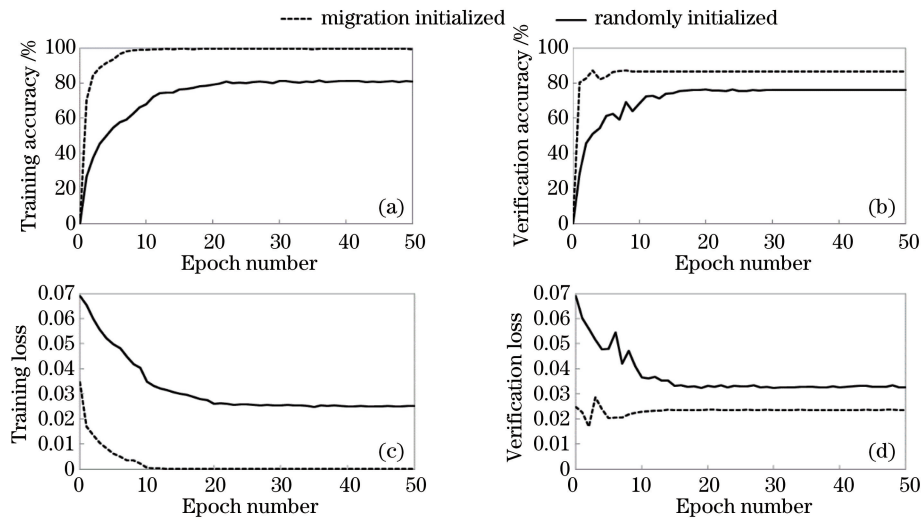 migration initialized randomly initialized
Training accuracy /%
100
80
60
40
20
0
(a)
0 10 20 30 40 50
Epoch number
Verification accuracy /%
100
80
60
40
20
0
(b)
0 10 20 30 40 50
Epoch number
Training loss
0.07
0.06
0.05
0.04
0.03
0.02
0.01
0
(c)
0 10 20 30 40 50
Epoch number
Verification loss
0.07
0.06
0.05
0.04
0.03
0.02
0.01
0
(d)
0 10 20 30 40 50
Epoch number